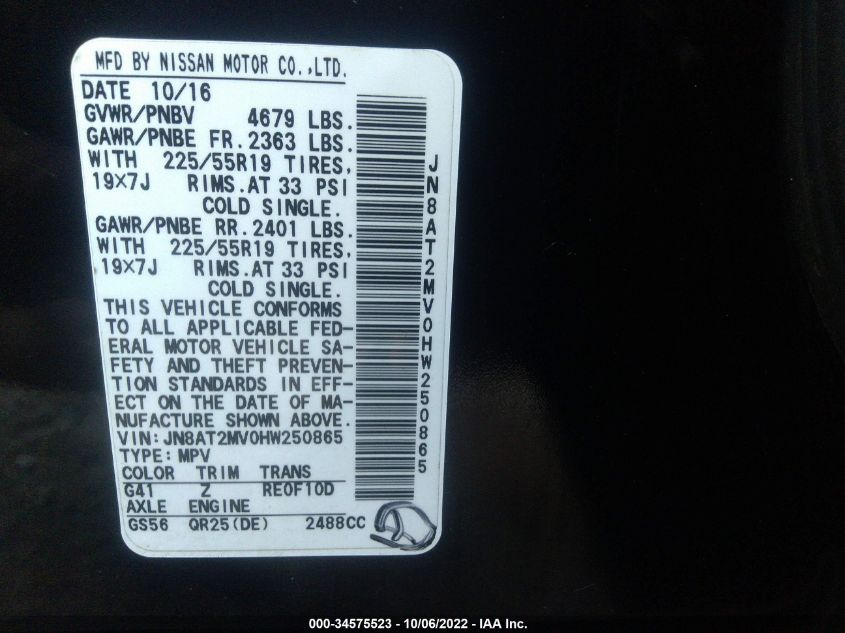 MFD BY NISSAN MOTOR CO.,LTD.
DATE 10/16
GVWR/PNBV 4679 LBS.
GAWR/PNBE FR. 2363 LBS.
WITH 225/55R19 TIRES,
19X7J RIMS.AT 33 PSI
COLD SINGLE.
GAWR/PNBE RR. 2401 LBS.
WITH 225/55R19 TIRES,
19X7J RIMS.AT 33 PSI
COLD SINGLE.
THIS VEHICLE CONFORMS
TO ALL APPLICABLE FED-
ERAL MOTOR VEHICLE SA-
FETY AND THEFT PREVEN-
TION STANDARDS IN EFF-
ECT ON THE DATE OF MA-
NUFACTURE SHOWN ABOVE.
VIN:JN8AT2MV0HW250865
TYPE: MPV
COLOR TRIM TRANS
G41 Z RE0F10D
AXLE ENGINE
GS56 QR25(DE) 2488CC
JN8AT2MV0HW250865
000-34575523 - 10/06/2022 - IAA Inc.